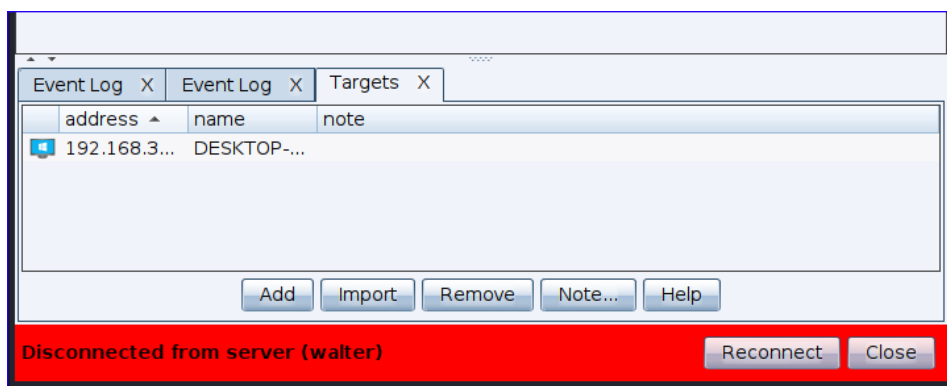 Event Log X Event Log X Targets X
address name note
192.168.3... DESKTOP-...
Add Import Remove Note... Help
Disconnected from server (walter) Reconnect Close